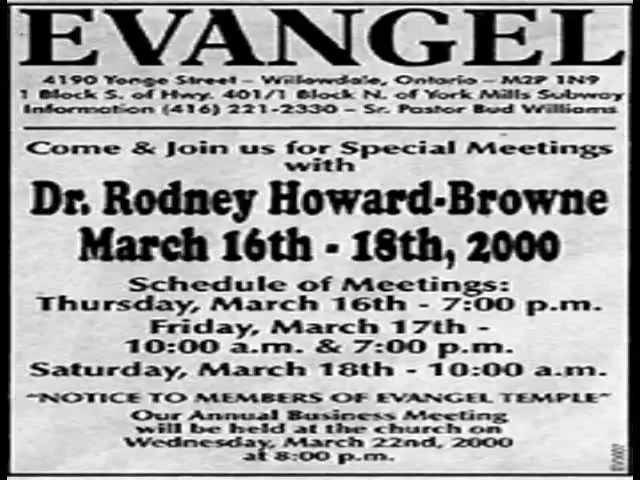 EVANGEL
4190 Yonge Street – Willowdale, Ontario – M2P 1N9
1 Block S. of Hwy. 401/1 Block N. of York Mills Subway
Information (416) 221-2330 – Sr. Pastor Bud Williams
Come & Join us for Special Meetings
with
Dr. Rodney Howard-Browne
March 16th - 18th, 2000
Schedule of Meetings:
Thursday, March 16th - 7:00 p.m.
Friday, March 17th -
10:00 a.m. & 7:00 p.m.
Saturday, March 18th - 10:00 a.m.
"NOTICE TO MEMBERS OF EVANGEL TEMPLE"
Our Annual Business Meeting
will be held at the church on
Wednesday, March 22nd, 2000
at 8:00 p.m.